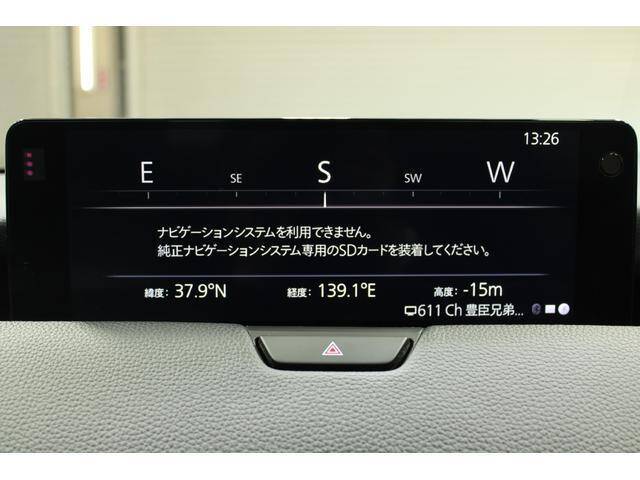 13:26
E SE S SW W
ナビゲーションシステムを利用できません。
純正ナビゲーションシステム専用のSDカードを装着してください。
緯度: 37.9°N 経度: 139.1°E 高度: -15m
611 Ch 豊臣兄弟...